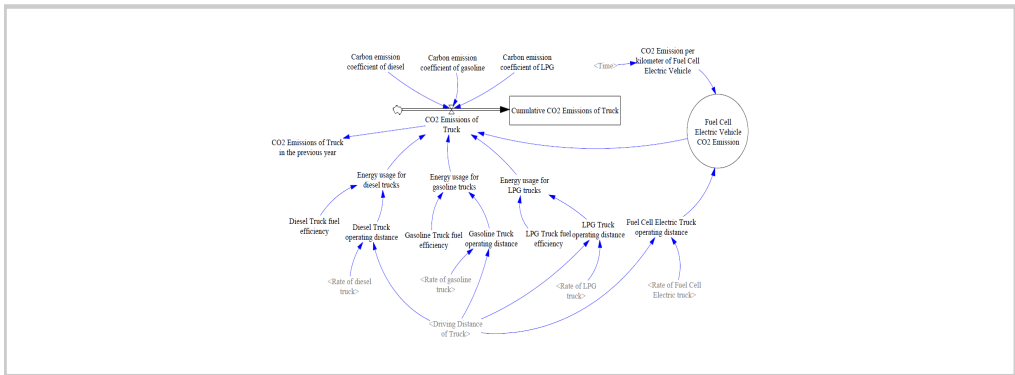 Carbon emission
coefficient of diesel
Carbon emission
coefficient of gasoline
Carbon emission
coefficient of LPG
<Time>
CO2 Emission per
kilometer of Fuel Cell
Electric Vehicle
Cumulative CO2 Emissions of Truck
CO2 Emissions of
Truck
Fuel Cell
Electric Vehicle
CO2 Emission
CO2 Emissions of Truck
in the previous year
Energy usage for
diesel trucks
Energy usage for
gasoline trucks
Energy usage for
LPG trucks
Diesel Truck fuel
efficiency
Diesel Truck
operating distance
Gasoline Truck fuel
efficiency
Gasoline Truck
operating distance
LPG Truck fuel
efficiency
LPG Truck
operating distance
Fuel Cell Electric Truck
operating distance
<Rate of diesel
truck>
<Rate of gasoline
truck>
<Rate of LPG
truck>
<Rate of Fuel Cell
Electric truck>
<Driving Distance
of Truck>